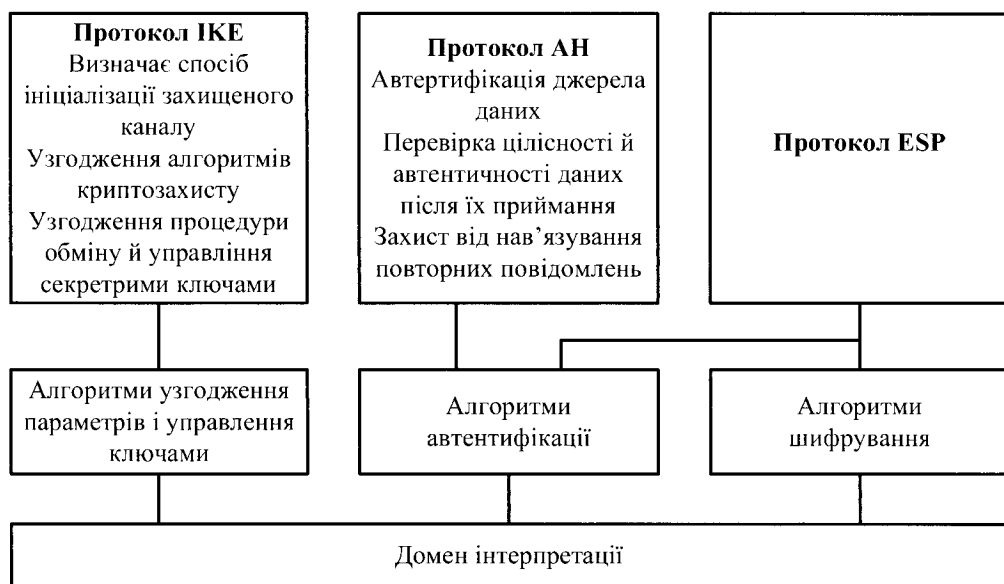 Протокол IKE
Визначає спосіб
ініціалізації захищеного
каналу
Узгодження алгоритмів
криптозахисту
Узгодження процедури
обміну й управління
секретрими ключами
Протокол AH
Автертифікація джерела
даних
Перевірка цілісності й
автентичності даних
після їх приймання
Захист від нав’язування
повторних повідомлень
Протокол ESP
Алгоритми узгодження
параметрів і управління
ключами
Алгоритми
автентифікації
Алгоритми
шифрування
Домен інтерпретації